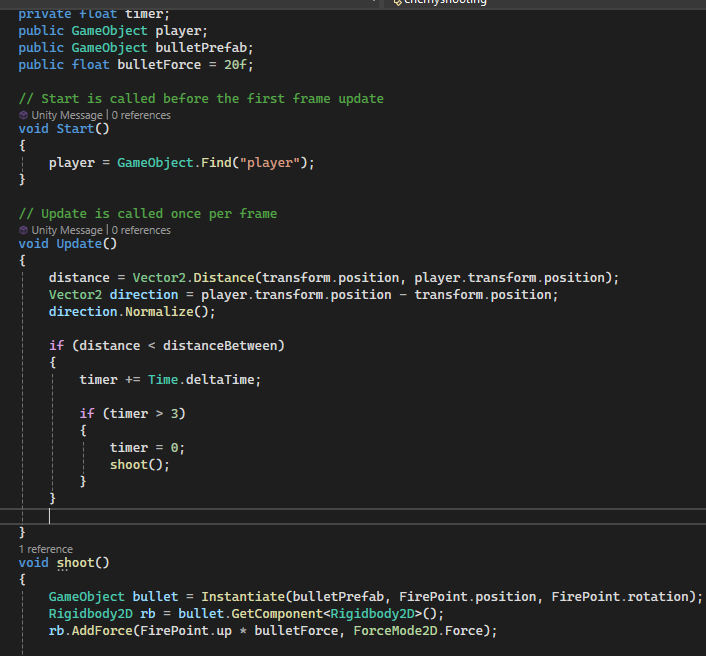 enemyshooting
private float timer;
public GameObject player;
public GameObject bulletPrefab;
public float bulletForce = 20f;
// Start is called before the first frame update
Unity Message | 0 references
void Start()
{
player = GameObject.Find("player");
}
// Update is called once per frame
Unity Message | 0 references
void Update()
{
distance = Vector2.Distance(transform.position, player.transform.position);
Vector2 direction = player.transform.position - transform.position;
direction.Normalize();
if (distance < distanceBetween)
{
timer += Time.deltaTime;
if (timer > 3)
{
timer = 0;
shoot();
}
}
}
1 reference
void shoot()
{
GameObject bullet = Instantiate(bulletPrefab, FirePoint.position, FirePoint.rotation);
Rigidbody2D rb = bullet.GetComponent<Rigidbody2D>();
rb.AddForce(FirePoint.up * bulletForce, ForceMode2D.Force);